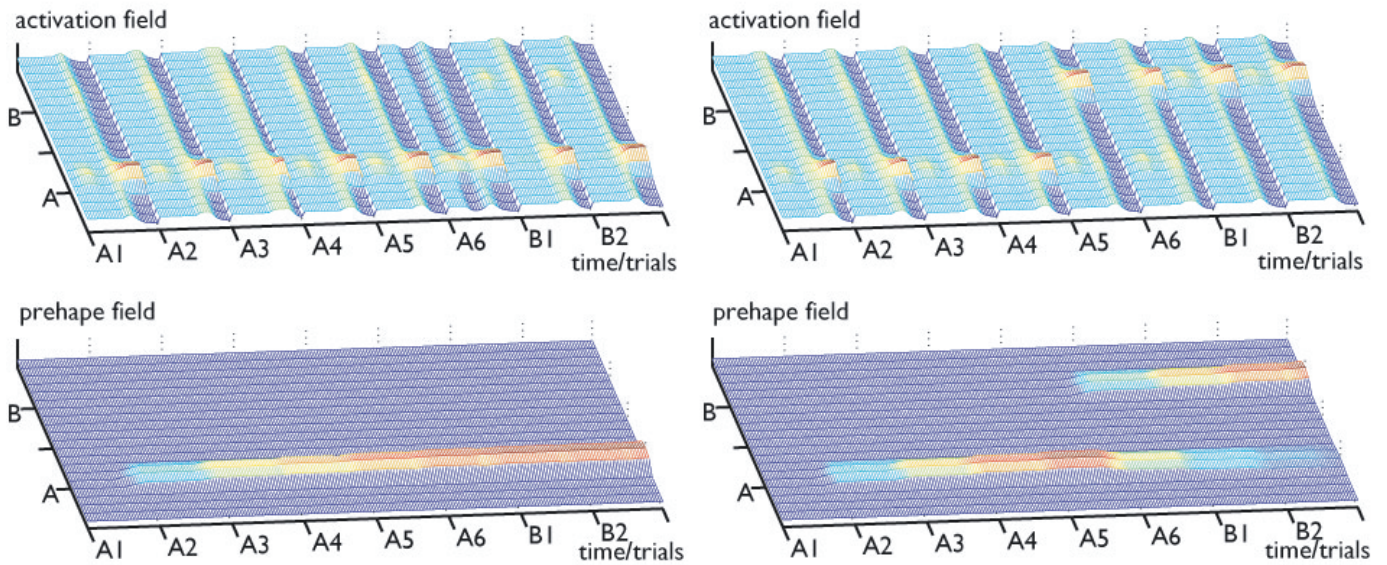 activation field
B
A
A1 A2 A3 A4 A5 A6 B1 B2
time/trials
activation field
B
A
A1 A2 A3 A4 A5 A6 B1 B2
time/trials
prehape field
B
A
A1 A2 A3 A4 A5 A6 B1 B2
time/trials
prehape field
B
A
A1 A2 A3 A4 A5 A6 B1 B2
time/trials